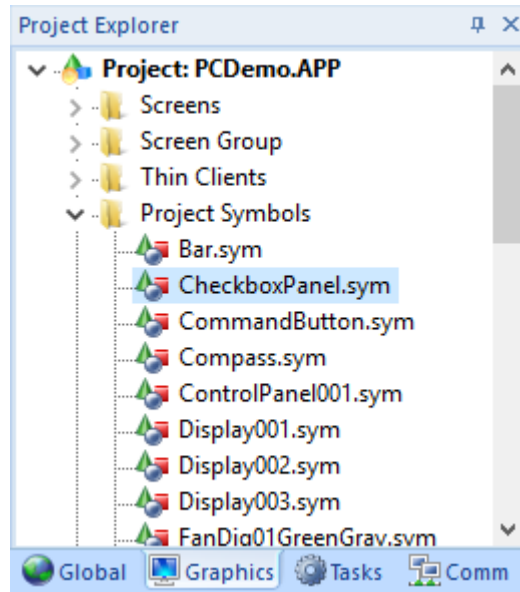 Project Explorer
Project: PCDemo.APP
Screens
Screen Group
Thin Clients
Project Symbols
Bar.sym
CheckboxPanel.sym
CommandButton.sym
Compass.sym
ControlPanel001.sym
Display001.sym
Display002.sym
Display003.sym
FanDig01GreenGray.sym
Global Graphics Tasks Comm